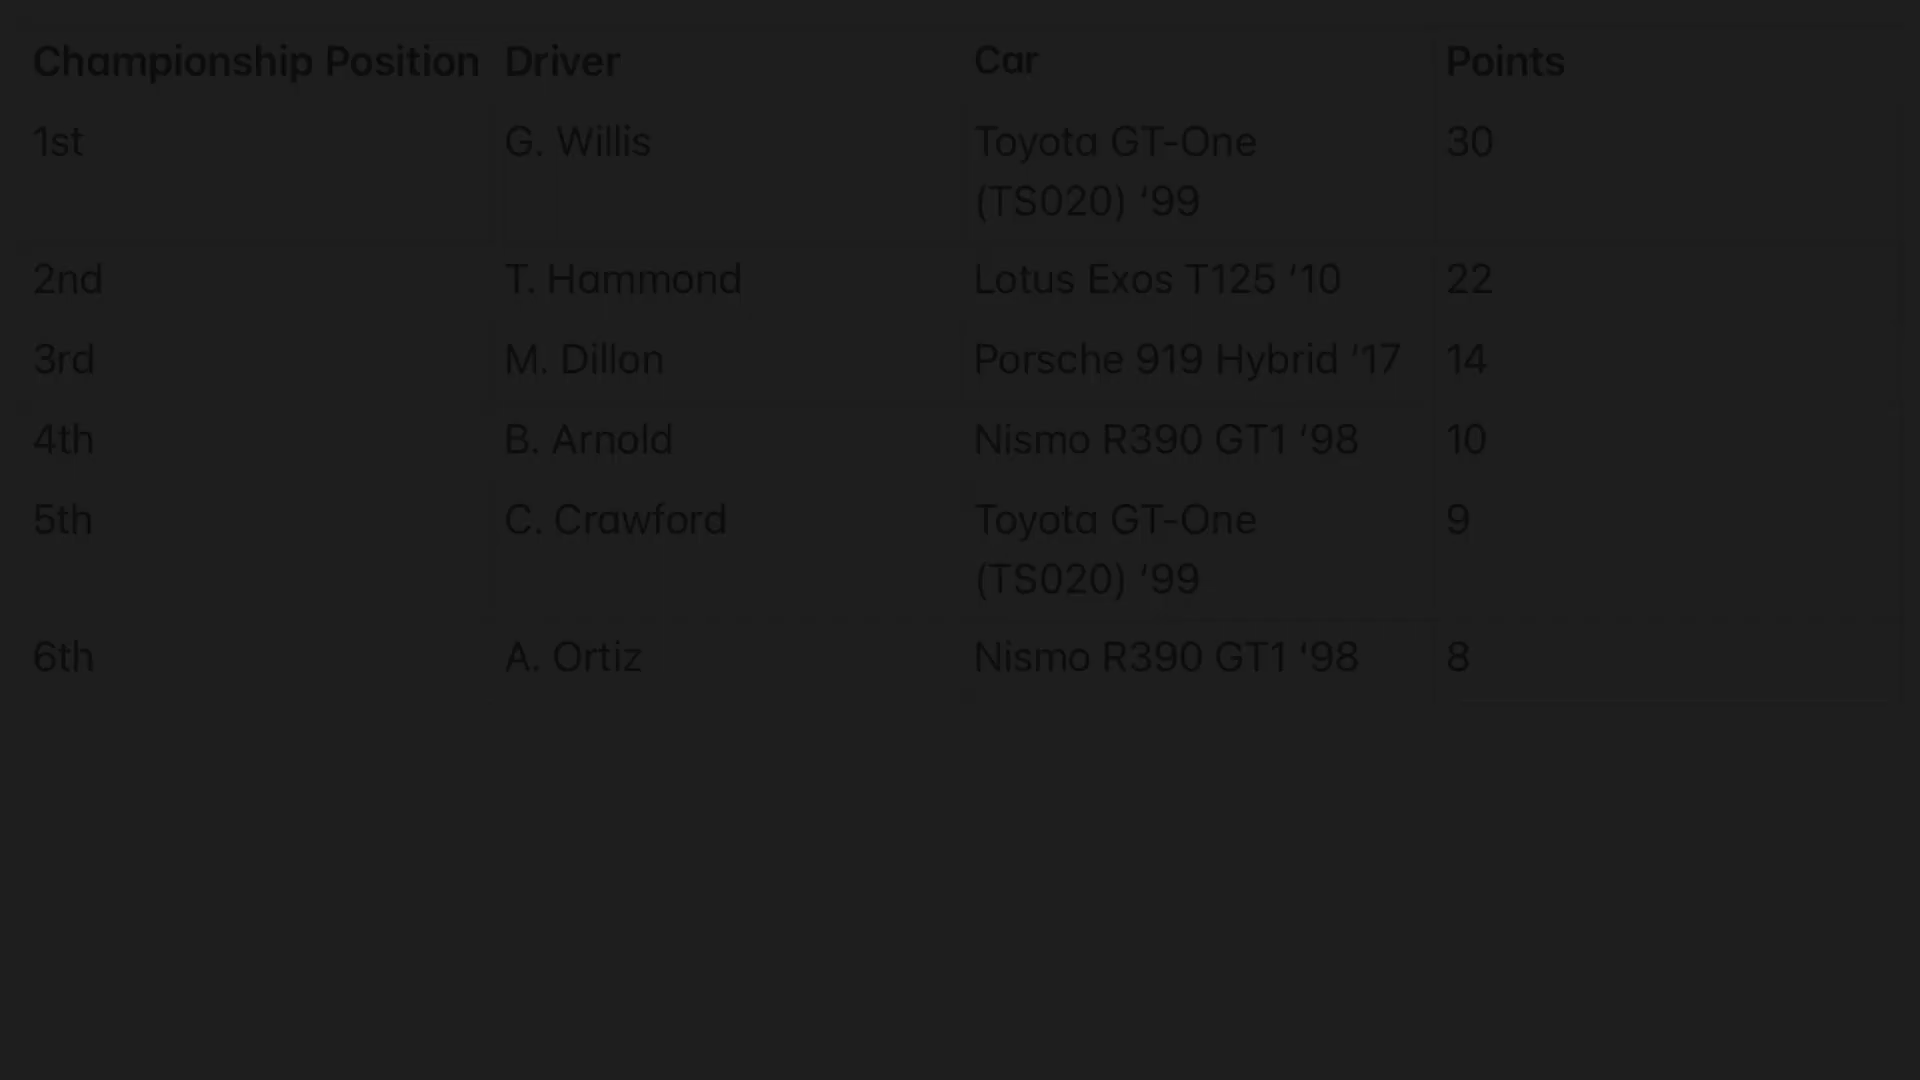 Championship Position Driver Car Points
1st G. Willis Toyota GT-One 30
(TS020) ‘99
2nd T. Hammond Lotus Exos T125 ‘10 22
3rd M. Dillon Porsche 919 Hybrid ‘17 14
4th B. Arnold Nismo R390 GT1 ‘98 10
5th C. Crawford Toyota GT-One 9
(TS020) ‘99
6th A. Ortiz Nismo R390 GT1 ‘98 8